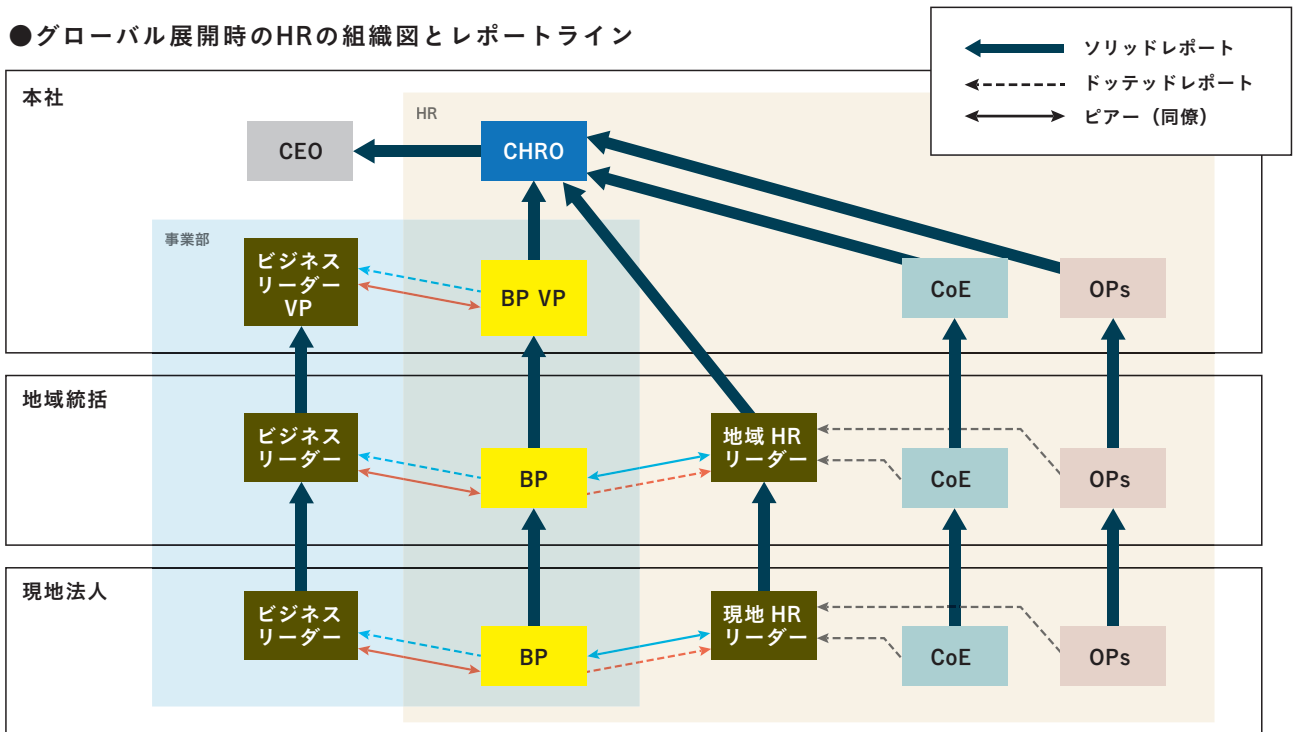 ●グローバル展開時のHRの組織図とレポートライン
ソリッドレポート
ドッテッドレポート
ピアー（同僚）
本社
HR
CEO
CHRO
事業部
ビジネス
リーダー
VP
BP VP
CoE
OPs
地域統括
ビジネス
リーダー
BP
地域 HR
リーダー
CoE
OPs
現地法人
ビジネス
リーダー
BP
現地 HR
リーダー
CoE
OPs